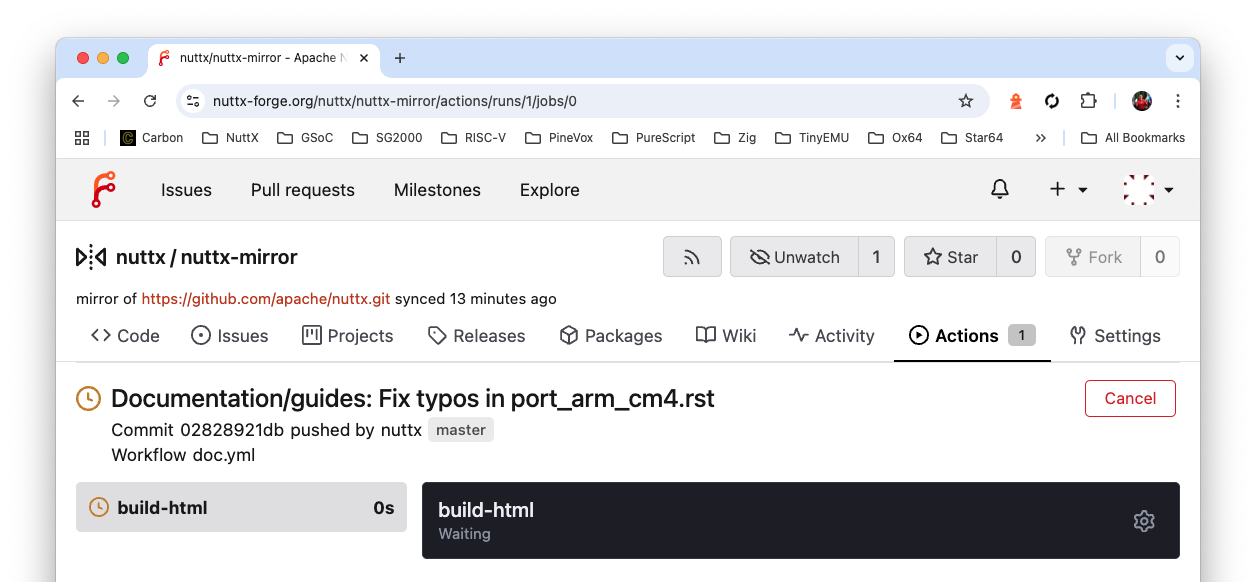 nuttx/nuttx-mirror - Apache N
nuttx-forge.org/nuttx/nuttx-mirror/actions/runs/1/jobs/0
Carbon NuttX GSoC SG2000 RISC-V PineVox PureScript Zig TinyEMU Ox64 Star64 » All Bookmarks
Issues Pull requests Milestones Explore
nuttx / nuttx-mirror Unwatch 1 Star 0 Fork 0
mirror of https://github.com/apache/nuttx.git synced 13 minutes ago
Code Issues Projects Releases Packages Wiki Activity Actions 1 Settings
Documentation/guides: Fix typos in port_arm_cm4.rst Cancel
Commit 02828921db pushed by nuttx master
Workflow doc.yml
build-html 0s
build-html
Waiting